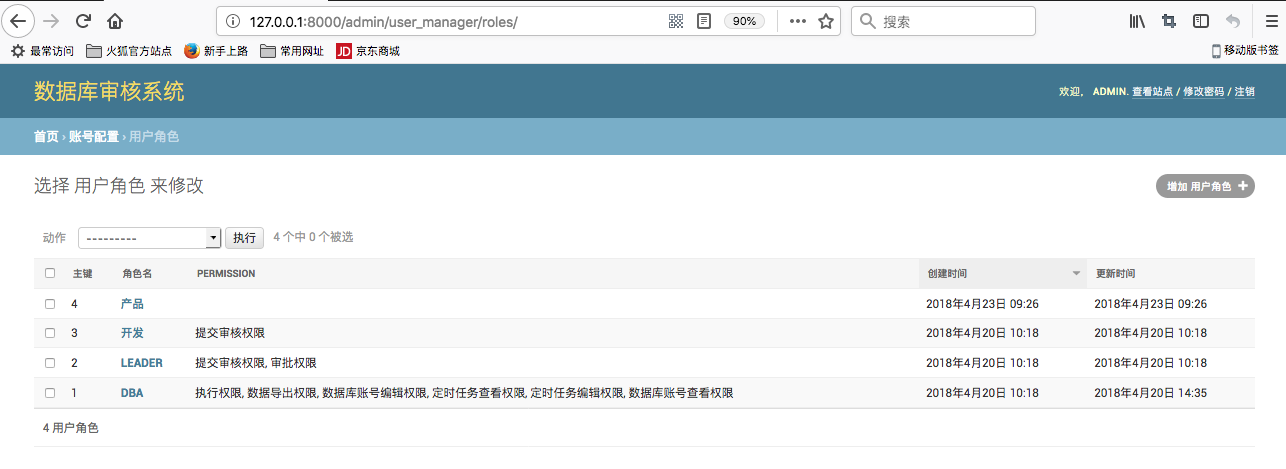 127.0.0.1:8000/admin/user_manager/roles/ 90% 搜索
最常访问 火狐官方站点 新手上路 常用网址 JD 京东商城 移动版书签
数据库审核系统 欢迎， ADMIN. 查看站点 / 修改密码 / 注销
首页 › 账号配置 › 用户角色
选择 用户角色 来修改 增加 用户角色 +
动作 --------- 执行 4 个中 0 个被选
主键 角色名 PERMISSION 创建时间 更新时间
4 产品 2018年4月23日 09:26 2018年4月23日 09:26
3 开发 提交审核权限 2018年4月20日 10:18 2018年4月20日 10:18
2 LEADER 提交审核权限, 审批权限 2018年4月20日 10:18 2018年4月20日 10:18
1 DBA 执行权限, 数据导出权限, 数据库账号编辑权限, 定时任务查看权限, 定时任务编辑权限, 数据库账号查看权限 2018年4月20日 10:18 2018年4月20日 14:35
4 用户角色